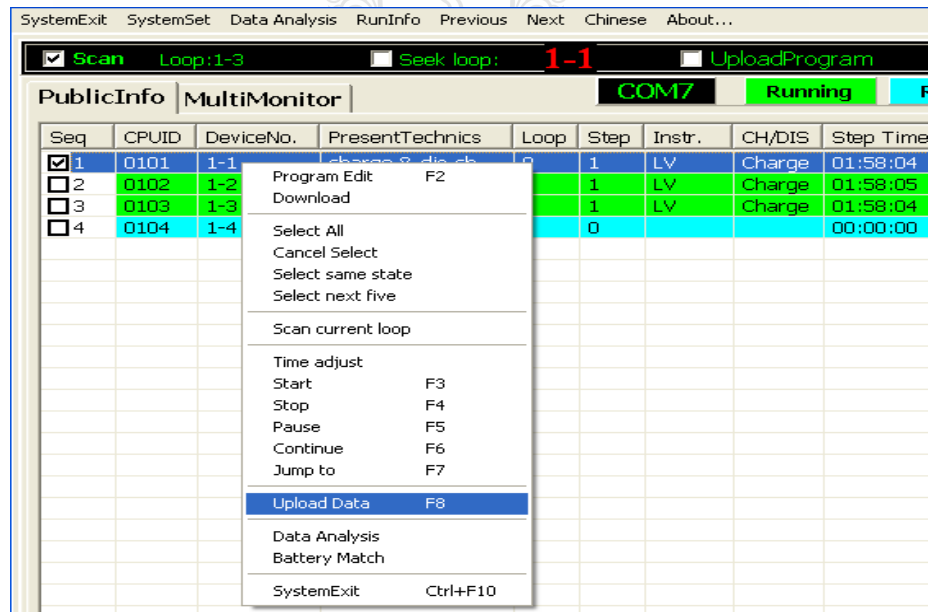 SystemExit SystemSet Data Analysis RunInfo Previous Next Chinese About...
Scan Loop:1-3 Seek loop: 1-1 UploadProgram
PublicInfo MultiMonitor COM7 Running
Seq CPUID DeviceNo. PresentTechnics Loop Step Instr. CH/DIS Step Time
1 0101 1-1 1 LV Charge 01:58:04
2 0102 1-2 1 LV Charge 01:58:05
3 0103 1-3 1 LV Charge 01:58:04
4 0104 1-4 0 00:00:00
Program Edit F2
Download
Select All
Cancel Select
Select same state
Select next five
Scan current loop
Time adjust
Start F3
Stop F4
Pause F5
Continue F6
Jump to F7
Upload Data F8
Data Analysis
Battery Match
SystemExit Ctrl+F10